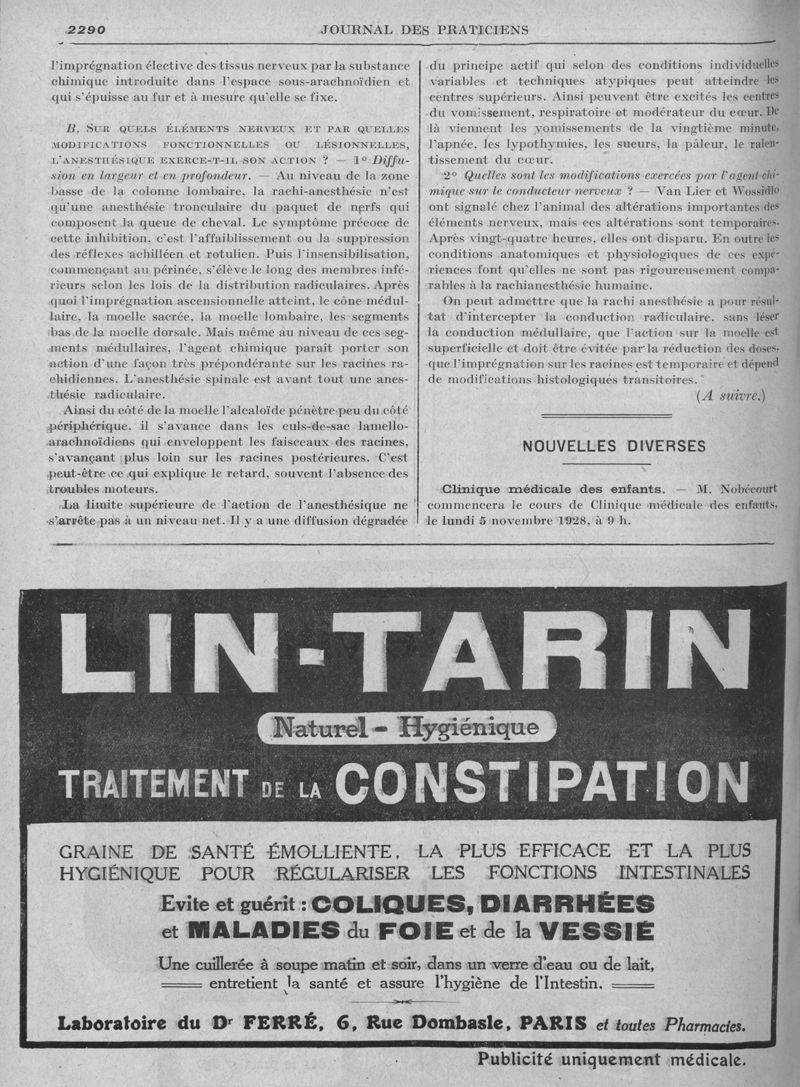 2290
JOURNAL DES PRATICIENS
l'imprégnation élective des tissus nerveux par la substance
chimique introduite dans l'espace sous-arachnoïdien et
qui s'épuise au fur et à mesure qu'elle se fixe.
B. SUR QUELS ÉLÉMENTS NERVEUX ET PAR QUELLES
MODIFICATIONS FONCTIONNELLES OU LÉSIONNELLES,
L'ANESTHÉSIQUE EXERCE-T-IL SON ACTION ? — 1º Diffu-
sion en largeur et en profondeur. — Au niveau de la zone
basse de la colonne lombaire, la rachi-anesthésie n'est
qu'une anesthésie tronculaire du paquet de nerfs qui
composent la queue de cheval. Le symptôme précoce de
cette inhibition, c'est l'affaiblissement ou la suppression
des réflexes achilléen et rotulien. Puis l'insensibilisation,
commençant au périnée, s'élève le long des membres infé-
rieurs selon les lois de la distribution radiculaires. Après
quoi l'imprégnation ascensionnelle atteint, le cône médul-
laire, la moelle sacrée, la moelle lombaire, les segments
bas de la moelle dorsale. Mais même au niveau de ces seg-
ments médullaires, l'agent chimique paraît porter son
action d'une façon très prépondérante sur les racines ra-
chidiennes. L'anesthésie spinale est avant tout une anes-
thésie radiculaire.
Ainsi du côté de la moelle l'alcaloïde pénètre peu du côté
périphérique, il s'avance dans les culs-de-sac lamello-
arachnoïdiens qui enveloppent les faisceaux des racines,
s'avançant plus loin sur les racines postérieures. C'est
peut-être ce qui explique le retard, souvent l'absence des
troubles moteurs.
La limite supérieure de l'action de l'anesthésique ne
s'arrête pas à un niveau net. Il y a une diffusion dégradée
du principe actif qui selon des conditions individuelles
variables et techniques atypiques peut atteindre les
centres supérieurs. Ainsi peuvent être excités les centres
du vomissement, respiratoire et modérateur du cœur. De
là viennent les vomissements de la vingtième minute,
l'apnée, les lypothymies, les sueurs, la pâleur, le ralen-
tissement du cœur.
2º Quelles sont les modifications exercées par l'agent chi-
mique sur le conducteur nerveux ? — Van Lier et Wossidlo
ont signalé chez l'animal des altérations importantes des
éléments nerveux, mais ces altérations sont temporaires.
Après vingt-quatre heures, elles ont disparu. En outre les
conditions anatomiques et physiologiques de ces expé-
riences font qu'elles ne sont pas rigoureusement compa-
rables à la rachianesthésie humaine.
On peut admettre que la rachi anesthésie a pour résul-
tat d'intercepter la conduction radiculaire, sans léser
la conduction médullaire, que l'action sur la moelle est
superficielle et doit être évitée par la réduction des doses,
que l'imprégnation sur les racines est temporaire et dépend
de modifications histologiques transitoires.
(A suivre.)
NOUVELLES DIVERSES
Clinique médicale des enfants. — M. Nobécourt
commencera le cours de Clinique médicale des enfants,
le lundi 5 novembre 1928, à 9 h.
LIN-TARIN
Naturel - Hygiénique
TRAITEMENT DE LA CONSTIPATION
GRAINE DE SANTÉ ÉMOLLIENTE, LA PLUS EFFICACE ET LA PLUS
HYGIÉNIQUE POUR RÉGULARISER LES FONCTIONS INTESTINALES
Evite et guérit : COLIQUES, DIARRHÉES
et MALADIES du FOIE et de la VESSIE
Une cuillerée à soupe matin et soir, dans un verre d'eau ou de lait,
entretient la santé et assure l'hygiène de l'Intestin.
Laboratoire du Dr FERRÉ, 6, Rue Dombasle, PARIS et toutes Pharmacies.
Publicité uniquement médicale.